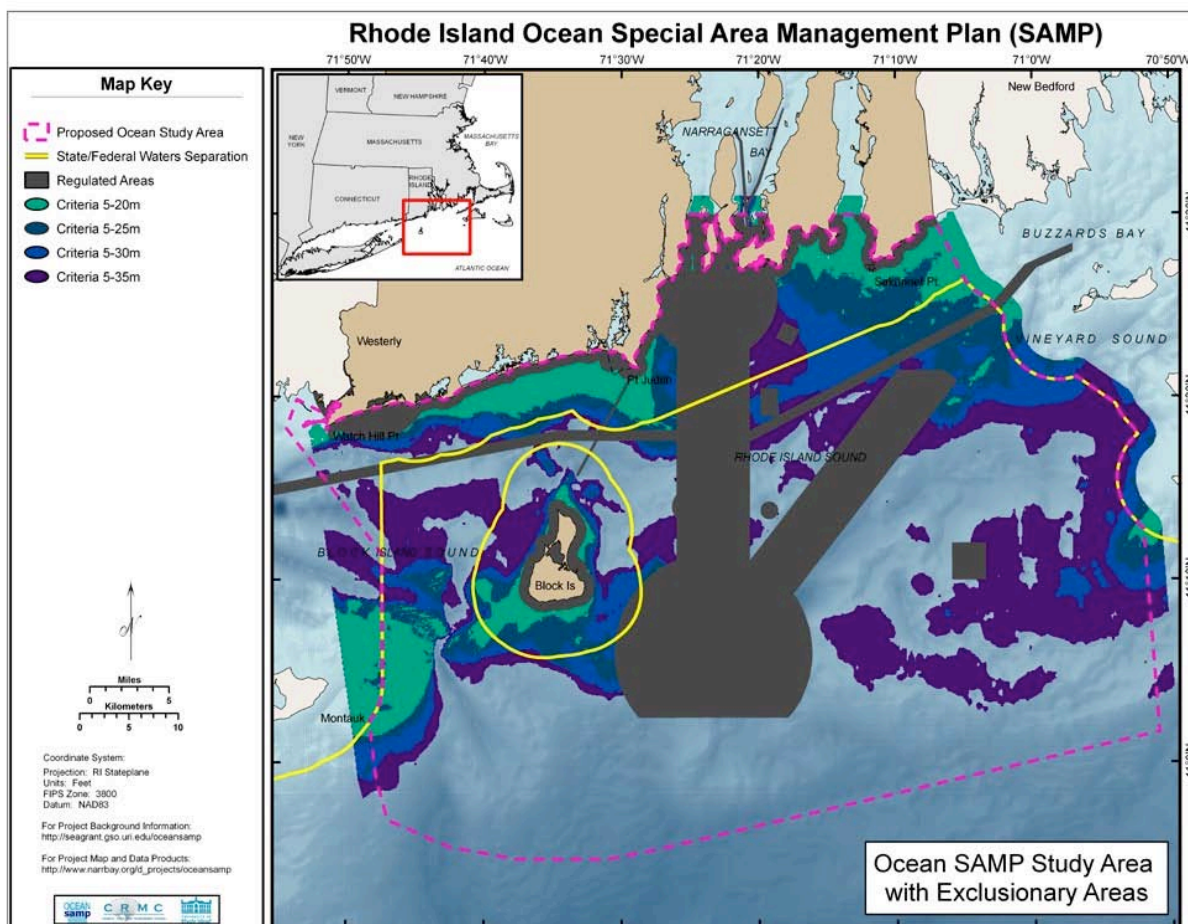 Rhode Island Ocean Special Area Management Plan (SAMP)
Map Key
Proposed Ocean Study Area
State/Federal Waters Separation
Regulated Areas
Criteria 5-20m
Criteria 5-25m
Criteria 5-30m
Criteria 5-35m
N
Miles
0 5
Kilometers
0 5 10
Coordinate System:
Projection: RI Stateplane
Units: Feet
FIPS Zone: 3800
Datum: NAD83
For Project Background Information:
http://seagrant.gso.uri.edu/oceansamp
For Project Map and Data Products:
http://www.narrbay.org/d_projects/oceansamp
OCEAN
samp
CRMC
71°50'W
71°40'W
71°30'W
71°20'W
71°10'W
70°50'W
VERMONT
NEW HAMPSHIRE
NEW
YORK
MASSACHUSETTS
MASSACHUSETTS
BAY
CONNECTICUT
RHODE
ISLAND
ATLANTIC OCEAN
New Bedford
NARRAGANSETT
BAY
BUZZARDS BAY
Sakonnet Pt.
VINEYARD SOUND
Westerly
Pt Judith
Watch Hill Pt
RHODE ISLAND SOUND
BLOCK ISLAND SOUND
Block Is
Montauk
Ocean SAMP Study Area
with Exclusionary Areas